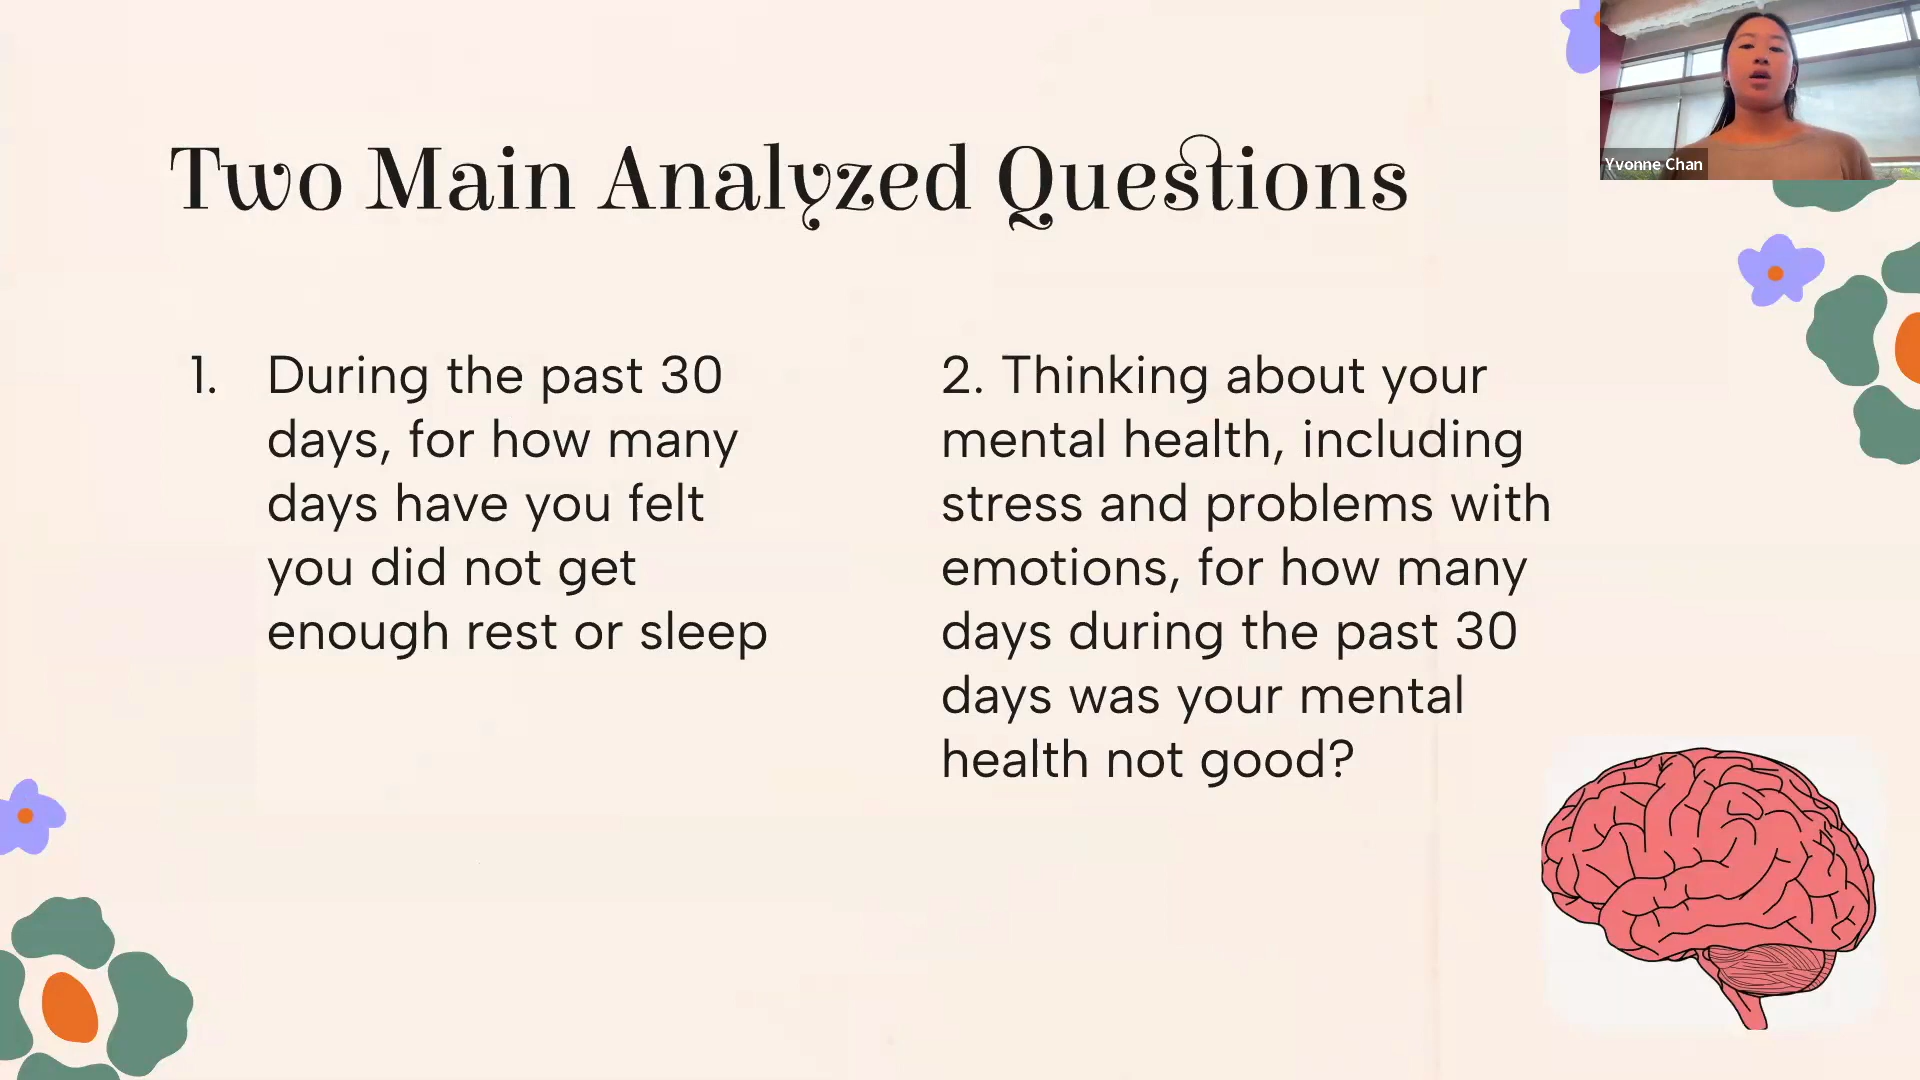 Two Main Analyzed Questions
Yvonne Chan
1. During the past 30
days, for how many
days have you felt
you did not get
enough rest or sleep
2. Thinking about your
mental health, including
stress and problems with
emotions, for how many
days during the past 30
days was your mental
health not good?